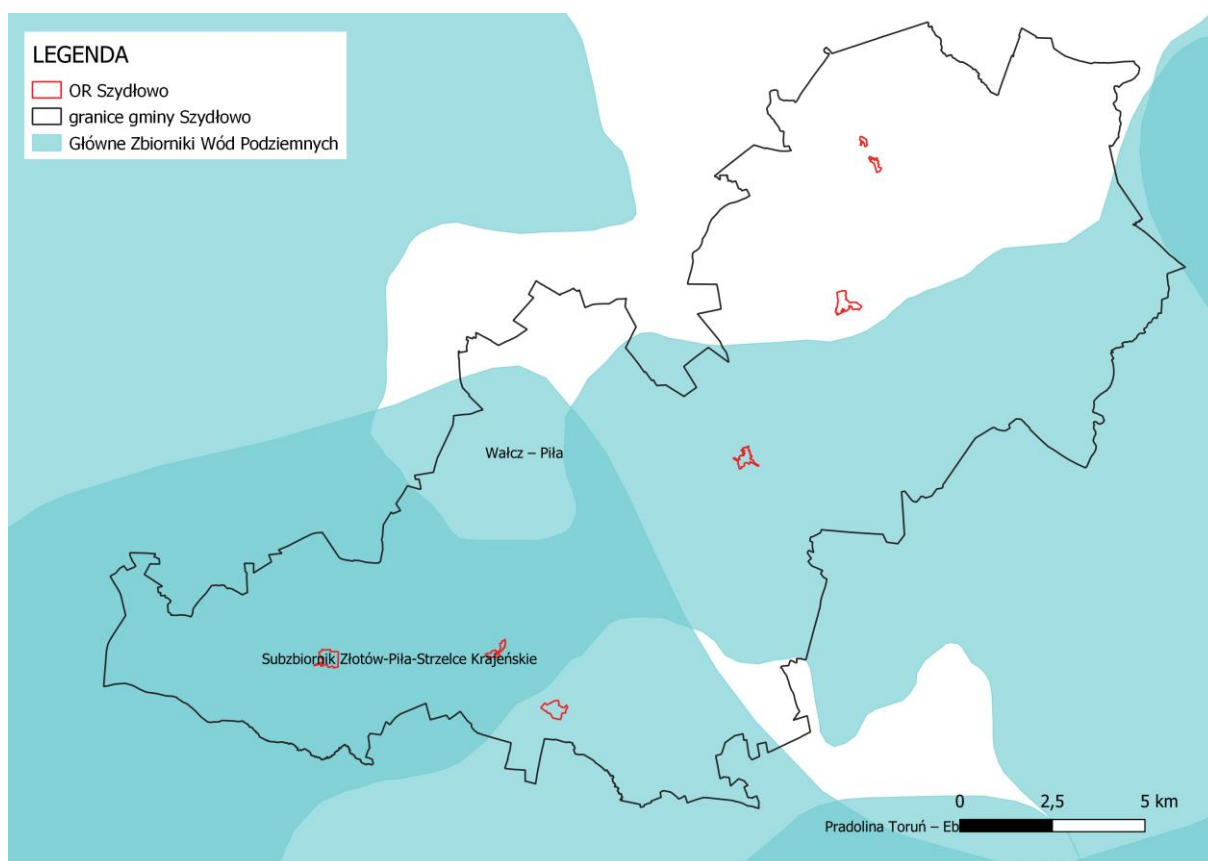 LEGENDA
OR Szydłowo
granice gminy Szydłowo
Główne Zbiorniki Wód Podziemnych
Wałcz – Piła
Subzbiornik Złotów-Piła-Strzelce Krajeńskie
0 2,5 5 km
Pradolina Toruń – Eb